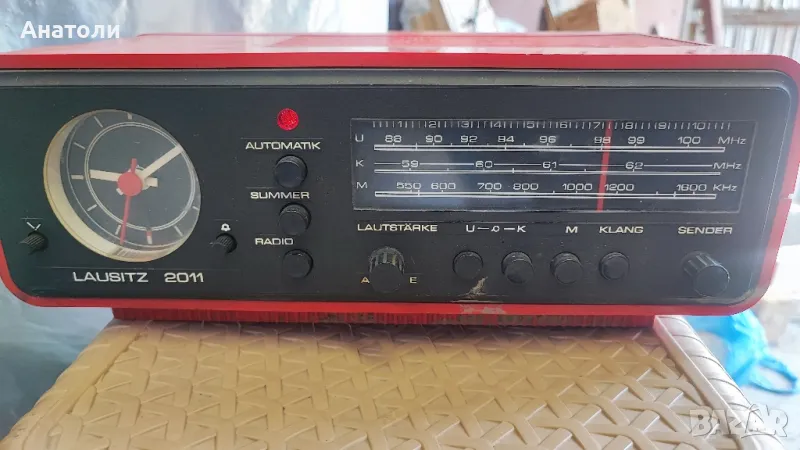 Анатоли
AUTOMATIK
SUMMER
RADIO
LAUSITZ 2011
U 88 90 92 94 96 98 99 100 MHz
K 59 60 61 62 MHz
M 550 600 700 800 1000 1200 1600 KHz
LAUTSTÄRKE U K M KLANG SENDER
A E
BAZAR